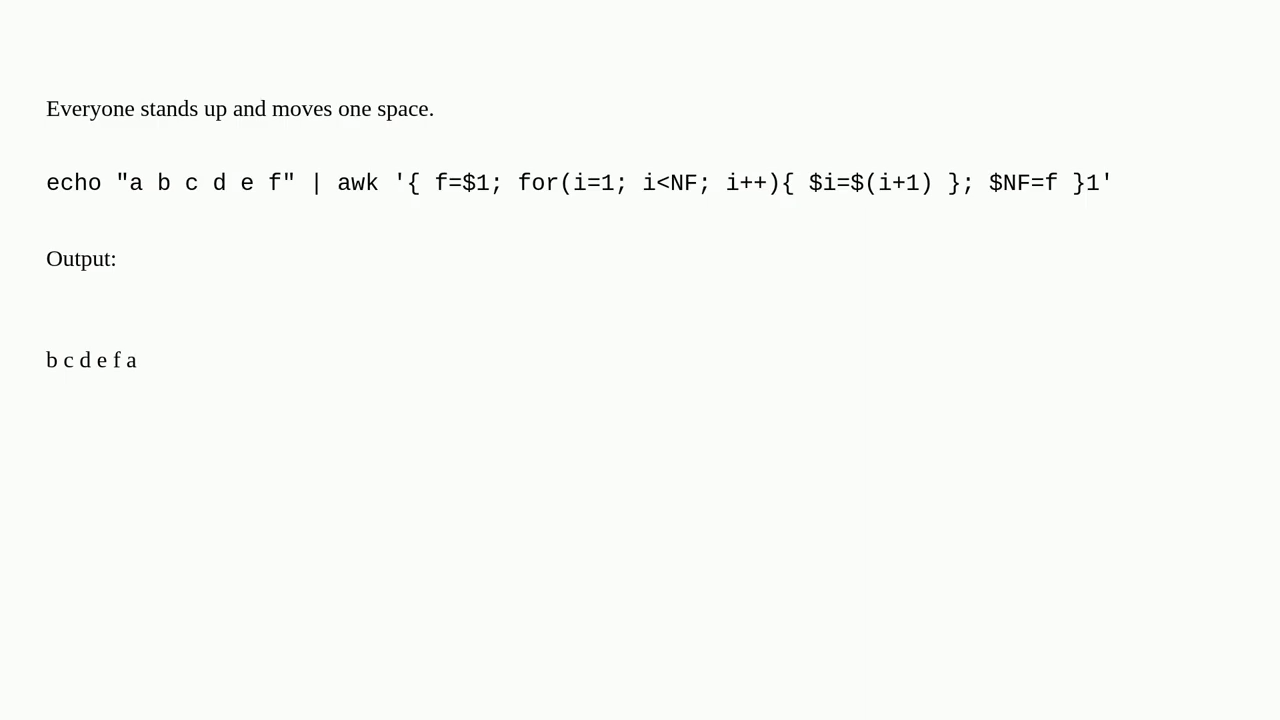 Everyone stands up and moves one space.
echo "a b c d e f" | awk '{ f=$1; for(i=1; i<NF; i++){ $i=$(i+1) }; $NF=f }1'
Output:
b c d e f a